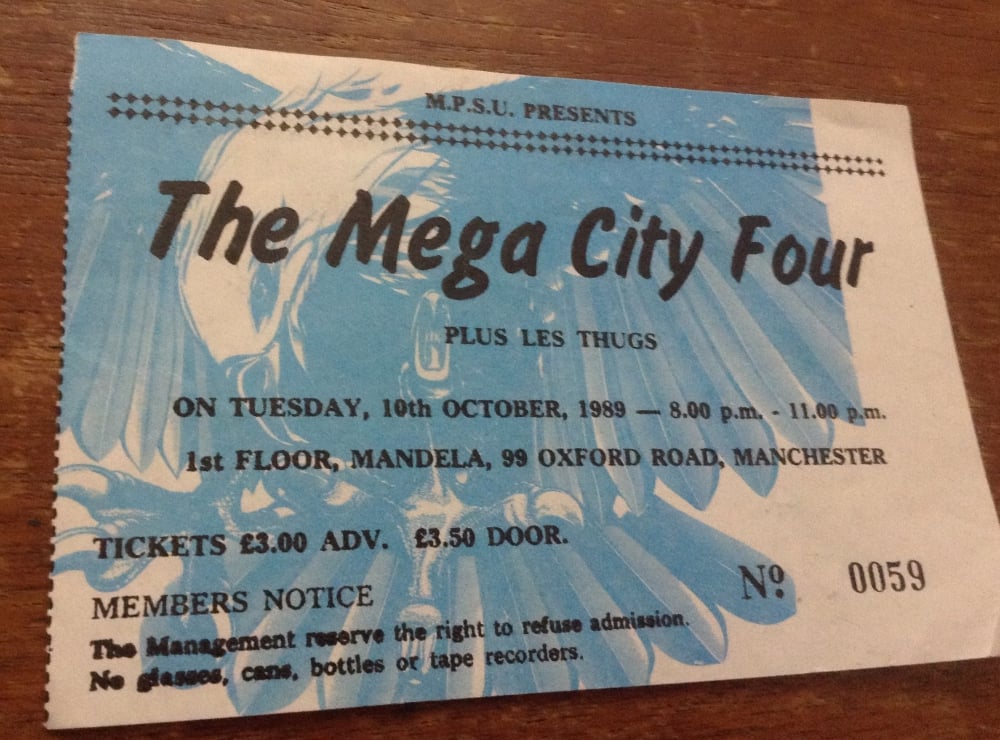 M.P.S.U. PRESENTS
The Mega City Four
PLUS LES THUGS
ON TUESDAY, 10th OCTOBER, 1989 — 8.00 p.m. - 11.00 p.m.
1st FLOOR, MANDELA, 99 OXFORD ROAD, MANCHESTER
TICKETS £3.00 ADV. £3.50 DOOR.
Nº 0059
MEMBERS NOTICE
The Management reserve the right to refuse admission.
No glasses, cans, bottles or tape recorders.